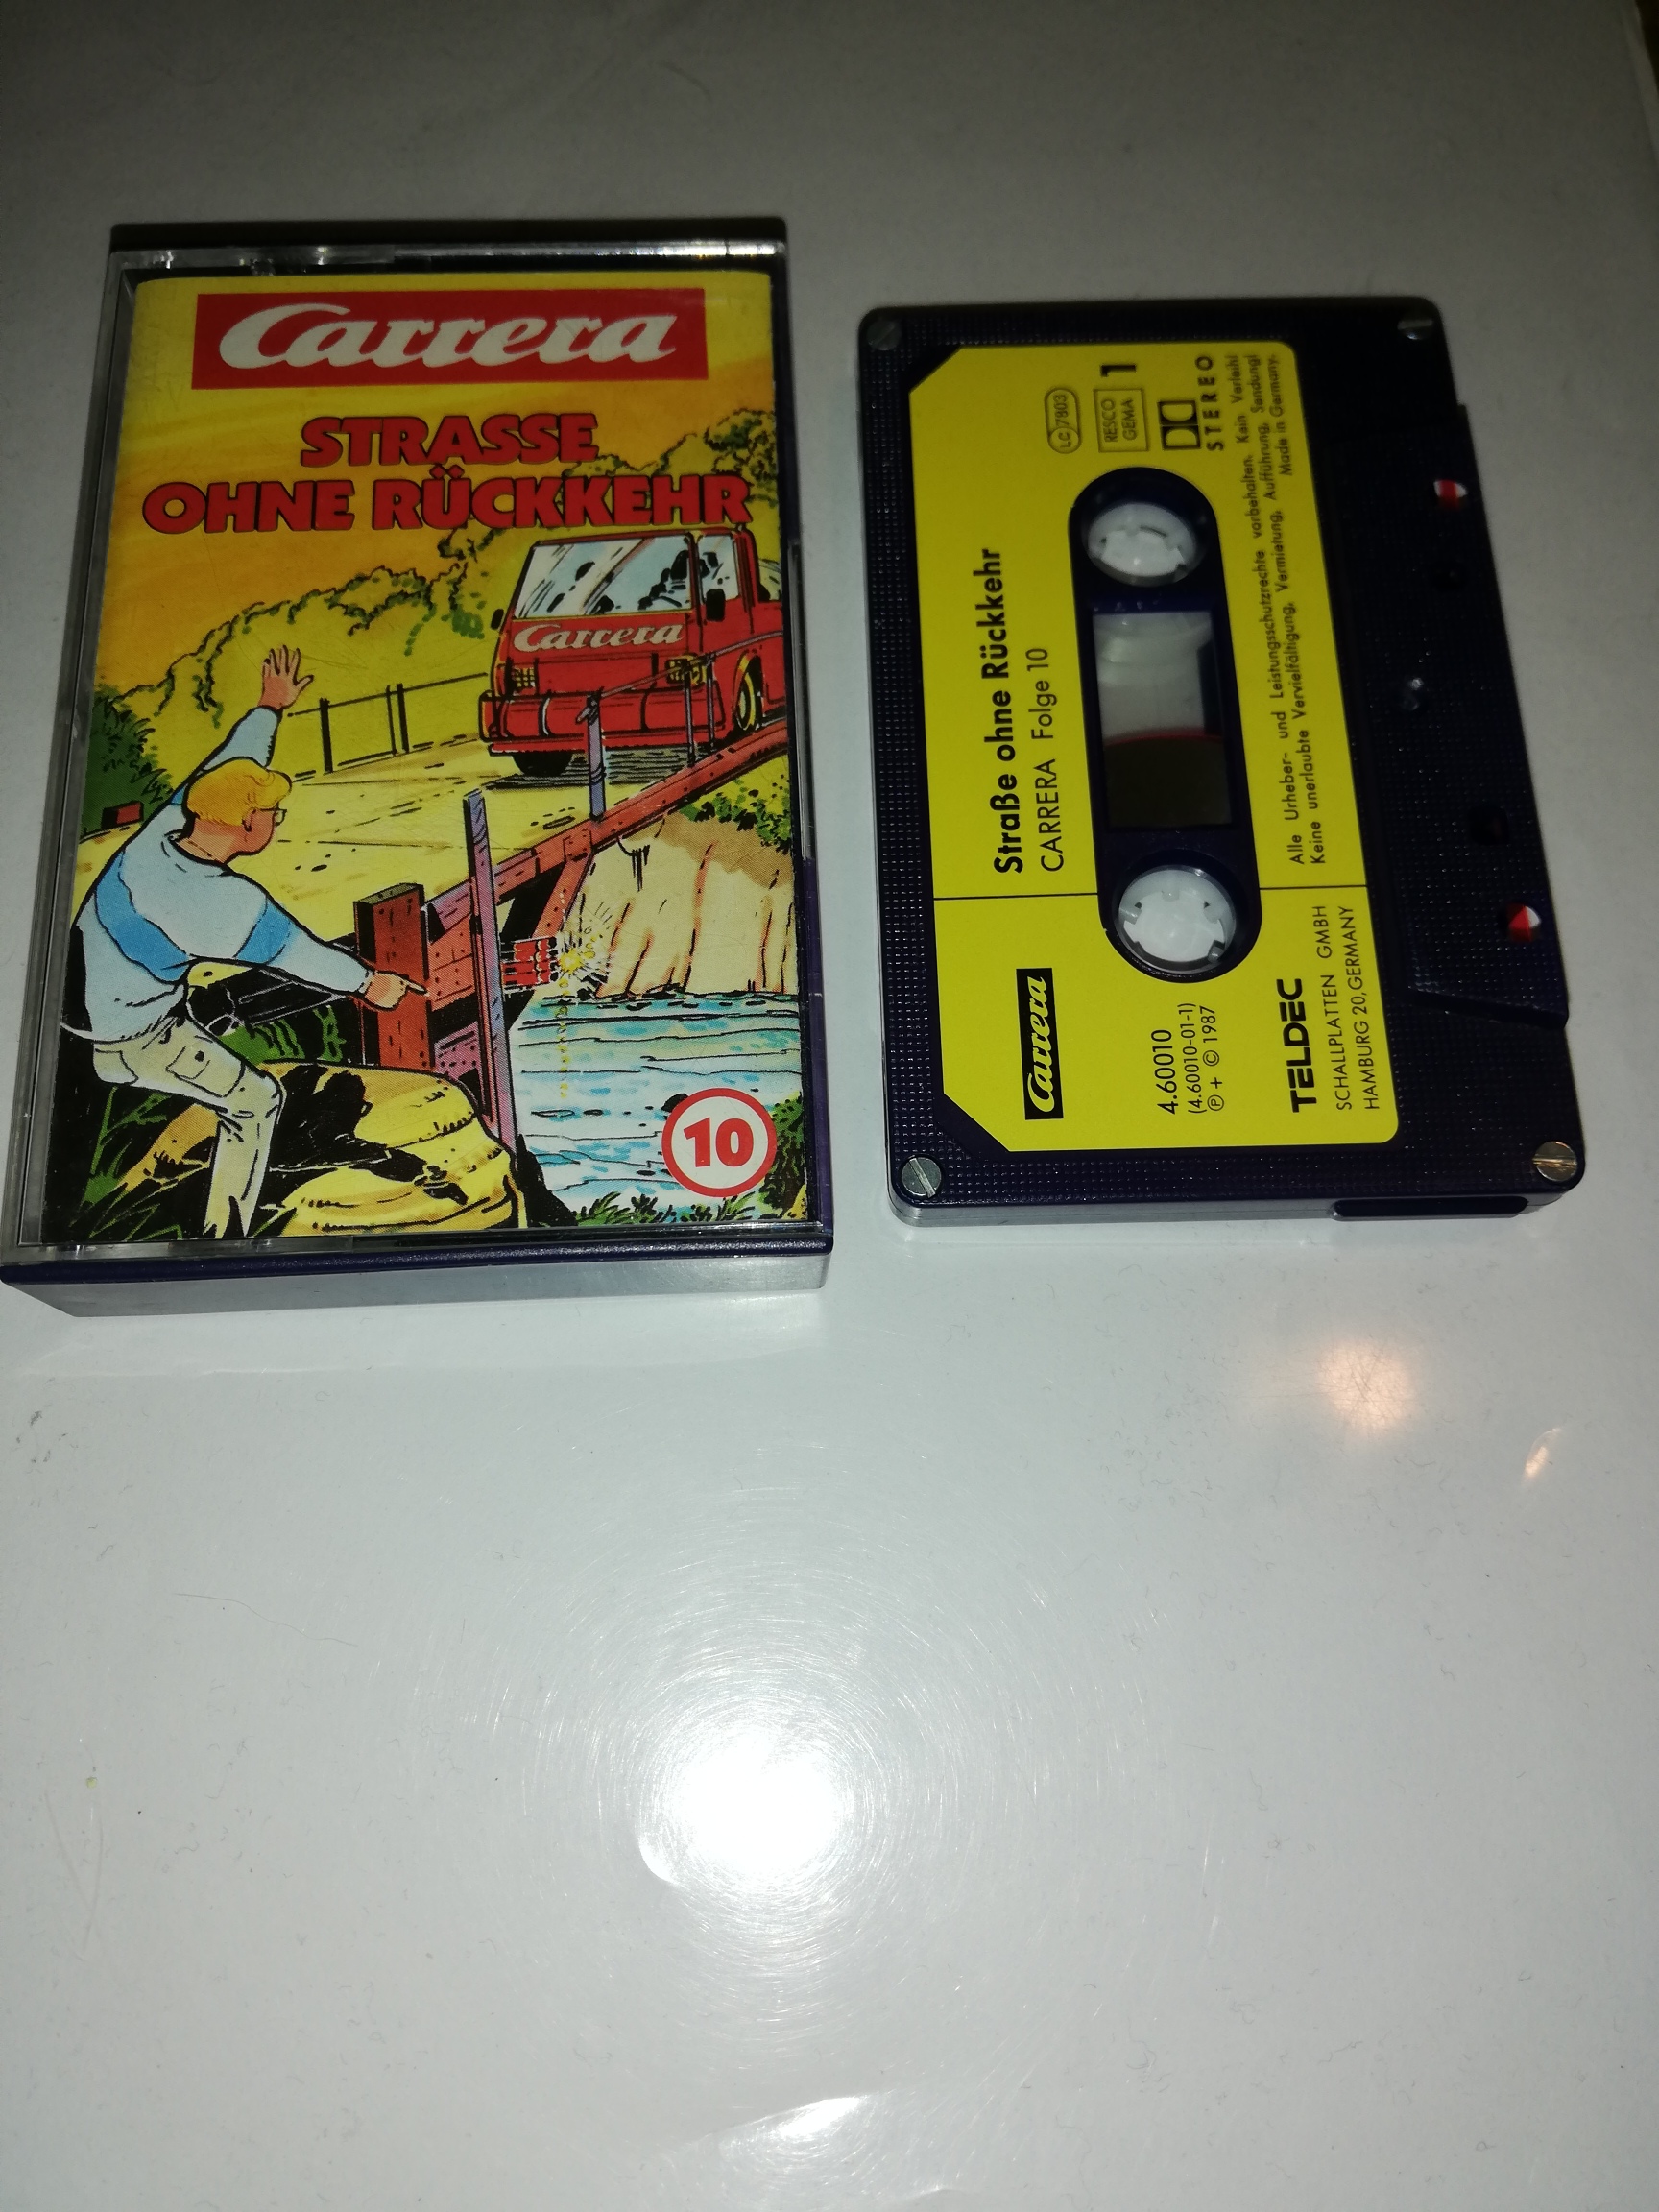 Carrera
STRASSE
OHNE RÜCKKEHR
Carrera
10
Straße ohne Rückkehr
CARRERA Folge 10
LC 7803
RESCO
GEMA
1
STEREO
Alle Urheber- und Leistungsschutzrechte vorbehalten. Kein Verleih!
Keine unerlaubte Vervielfältigung, Vermietung, Aufführung, Sendung!
Made in Germany.
Carrera
4.60010
(4.60010-01-1)
Ⓟ + © 1987
TELDEC
SCHALLPLATTEN GMBH
HAMBURG 20, GERMANY